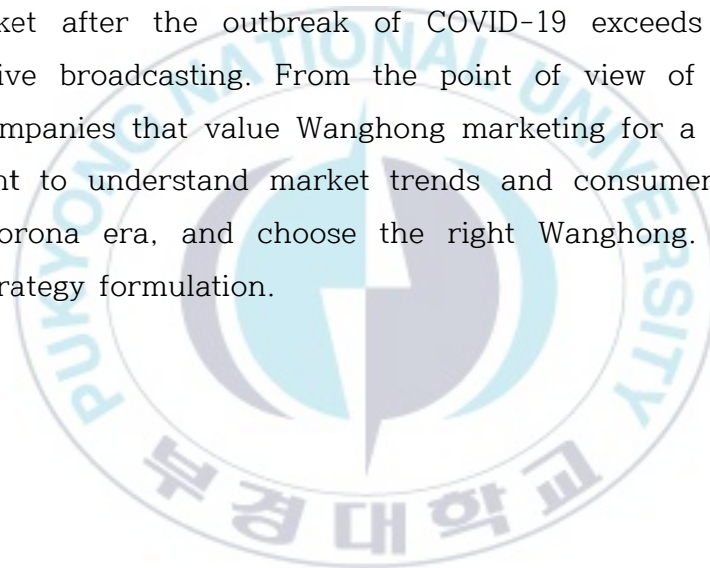 ket after the outbreak of COVID-19 exceeds
ive broadcasting. From the point of view of
ompanies that value Wanghong marketing for a
nt to understand market trends and consumer
orona era, and choose the right Wanghong.
rategy formulation.
PUKYONG NATIONAL UNIVERSITY
부경대학교